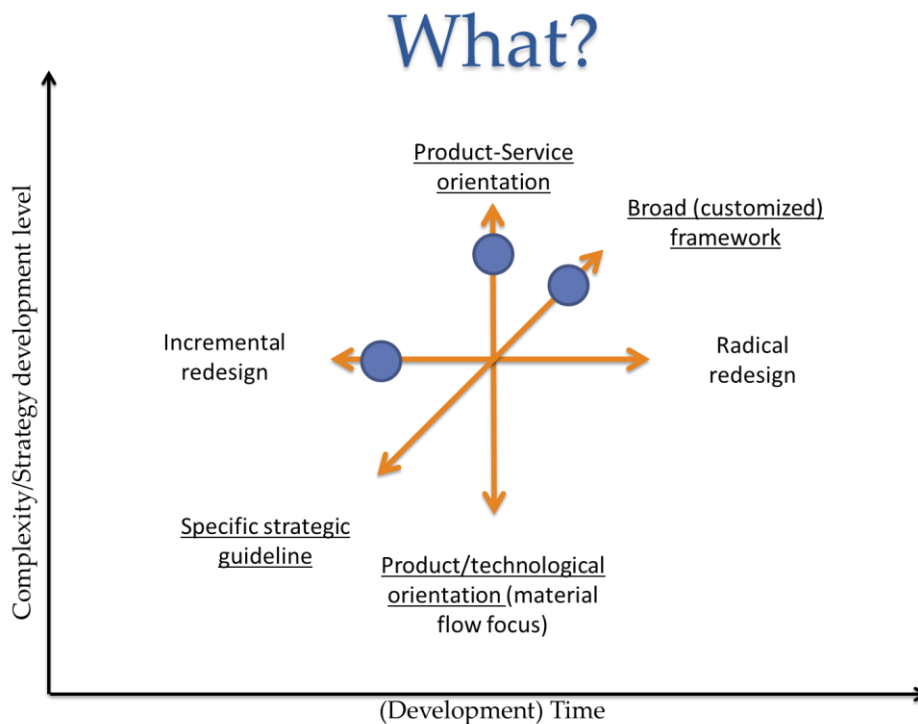 What?
Complexity/Strategy development level
Product-Service
orientation
Broad (customized)
framework
Incremental
redesign
Radical
redesign
Specific strategic
guideline
Product/technological
orientation (material
flow focus)
(Development) Time